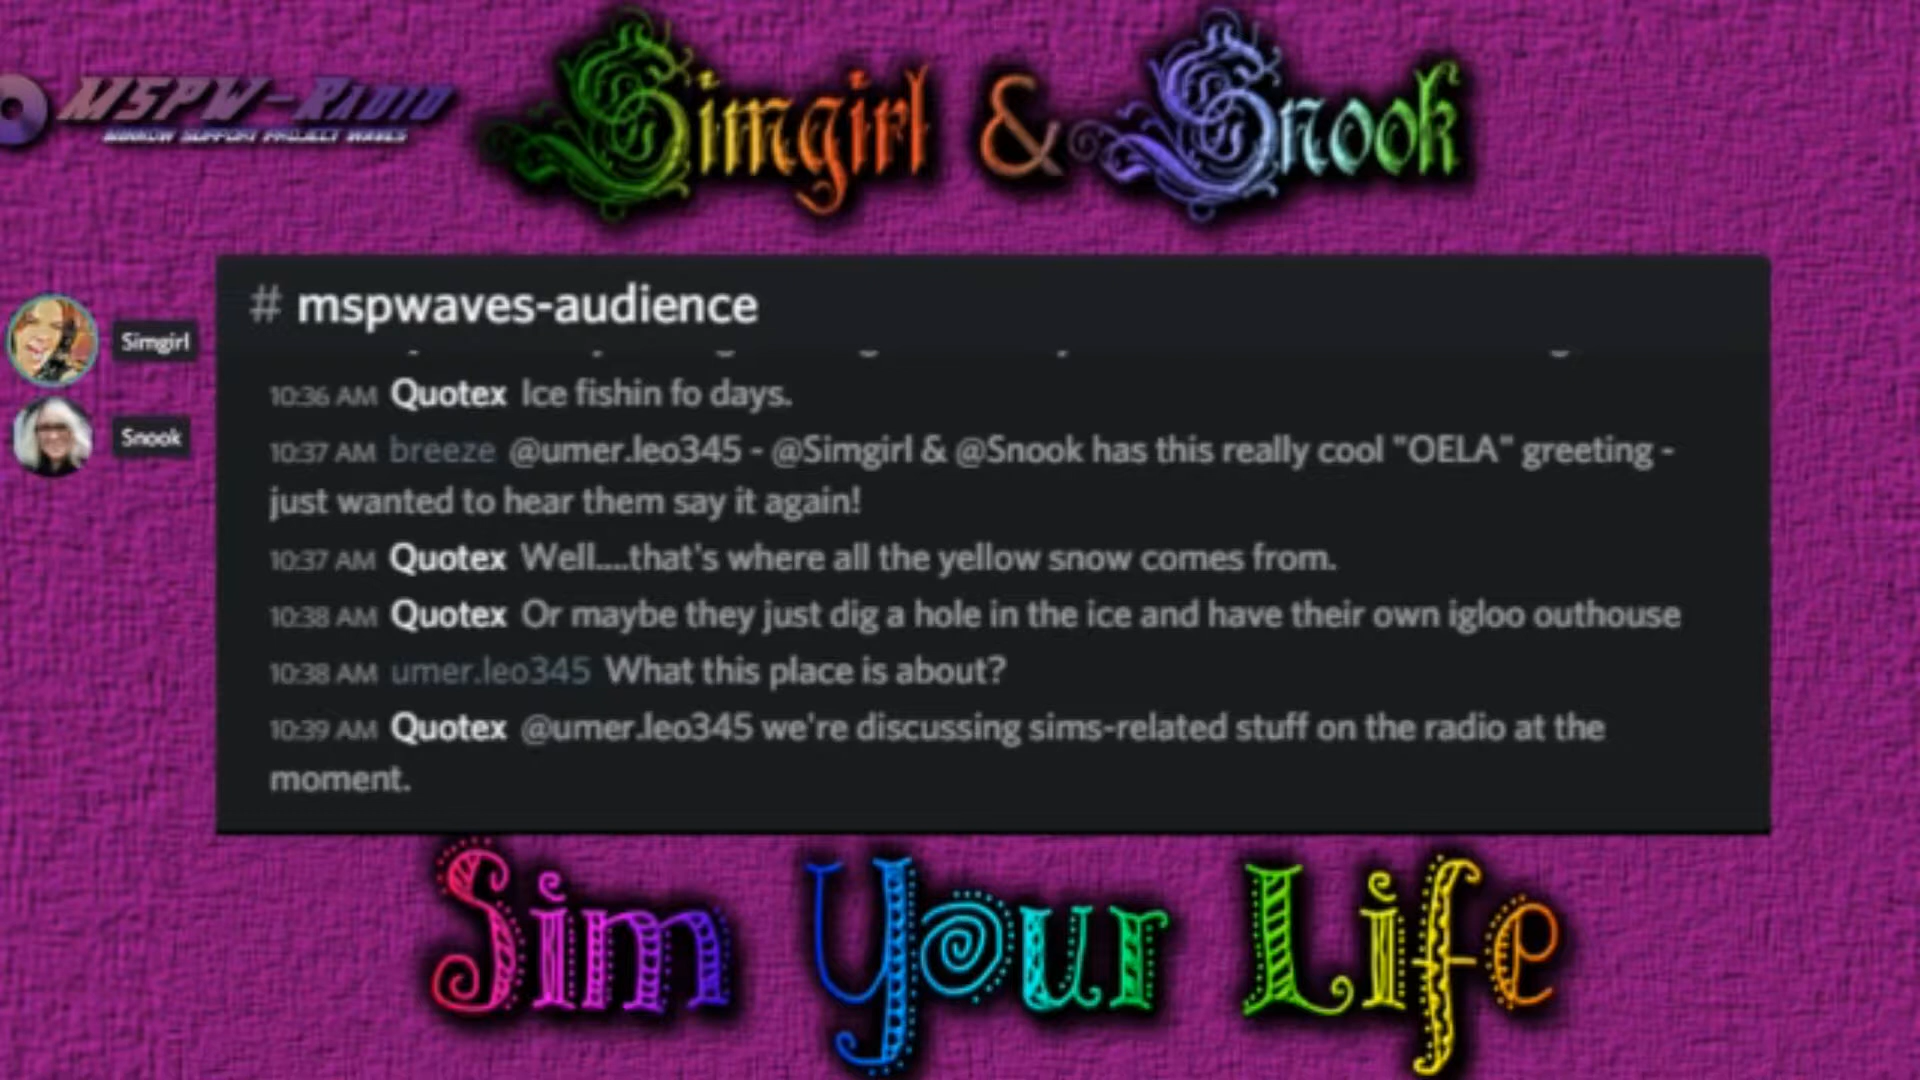 Simgirl & Snook
MSPW-Radio
MINNOW SUPPORT PROJECT WAVES
# mspwaves-audience
Simgirl
10:36 AM Quotex Ice fishin fo days.
Snook
10:37 AM breeze @umer.leo345 - @Simgirl & @Snook has this really cool "OELA" greeting -
just wanted to hear them say it again!
10:37 AM Quotex Well....that's where all the yellow snow comes from.
10:38 AM Quotex Or maybe they just dig a hole in the ice and have their own igloo outhouse
10:38 AM umer.leo345 What this place is about?
10:39 AM Quotex @umer.leo345 we're discussing sims-related stuff on the radio at the
moment.
Sim Your Life